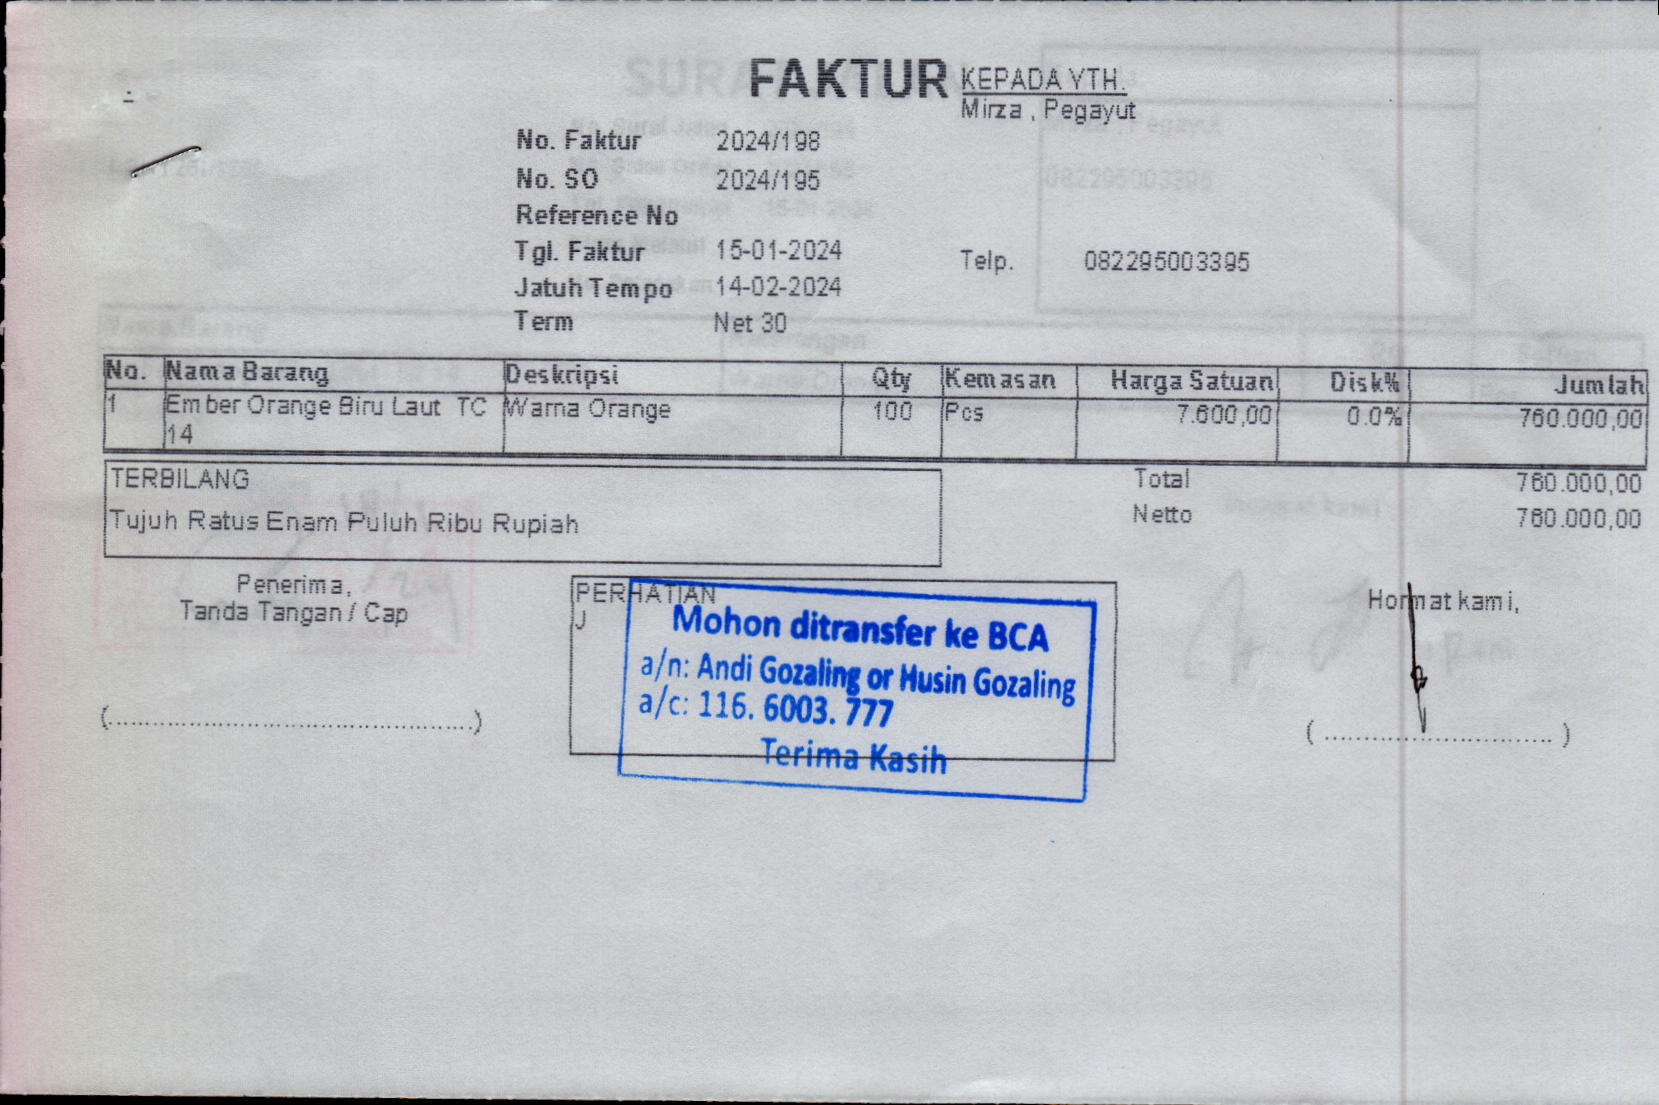 FAKTUR
KEPADA YTH.
Mirza , Pegayut
No. Faktur 2024/198
No. SO 2024/195
Reference No
Tgl. Faktur 15-01-2024
Telp. 082295003395
Jatuh Tempo 14-02-2024
Term Net 30
No. Nama Barang Deskripsi Qty Kemasan Harga Satuan Disk% Jumlah
1 Ember Orange Biru Laut TC Warna Orange 100 Pcs 7.600,00 0.0% 760.000,00
14
TERBILANG
Total 760.000,00
Tujuh Ratus Enam Puluh Ribu Rupiah
Netto 760.000,00
Penerima,
Tanda Tangan / Cap
PERHATIAN
J
Mohon ditransfer ke BCA
a/n: Andi Gozaling or Husin Gozaling
a/c: 116. 6003. 777
Terima Kasih
Hormat kami,
(................................................)
( .............................. )